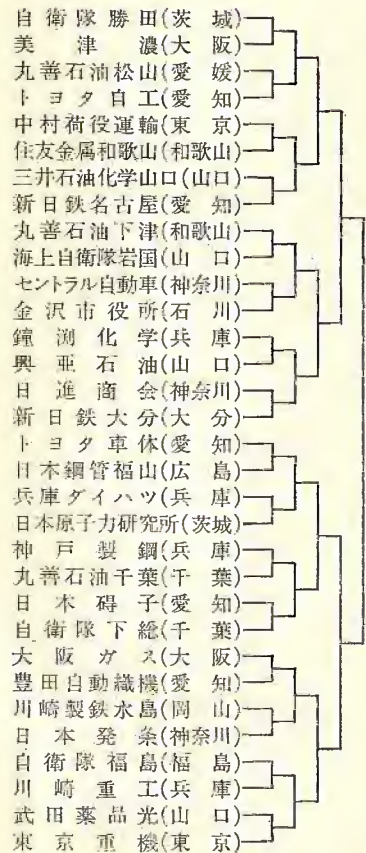 自衛隊勝田(茨城)
美津濃(大阪)
丸善石油松山(愛媛)
トヨタ自工(愛知)
中村荷役運輸(東京)
住友金属和歌山(和歌山)
三井石油化学山口(山口)
新日鉄名古屋(愛知)
丸善石油下津(和歌山)
海上自衛隊岩国(山口)
セントラル自動車(神奈川)
金沢市役所(石川)
鐘淵化学(兵庫)
興亜石油(山口)
日進商会(神奈川)
新日鉄大分(大分)
トヨタ車体(愛知)
日本鋼管福山(広島)
兵庫ダイハツ(兵庫)
日本原子力研究所(茨城)
神戸製鋼(兵庫)
丸善石油千葉(千葉)
日本碍子(愛知)
自衛隊下総(千葉)
大阪ガス(大阪)
豊田自動織機(愛知)
川崎製鉄水島(岡山)
日本発条(神奈川)
自衛隊福島(福島)
川崎重工(兵庫)
武田薬品光(山口)
東京重機(東京)